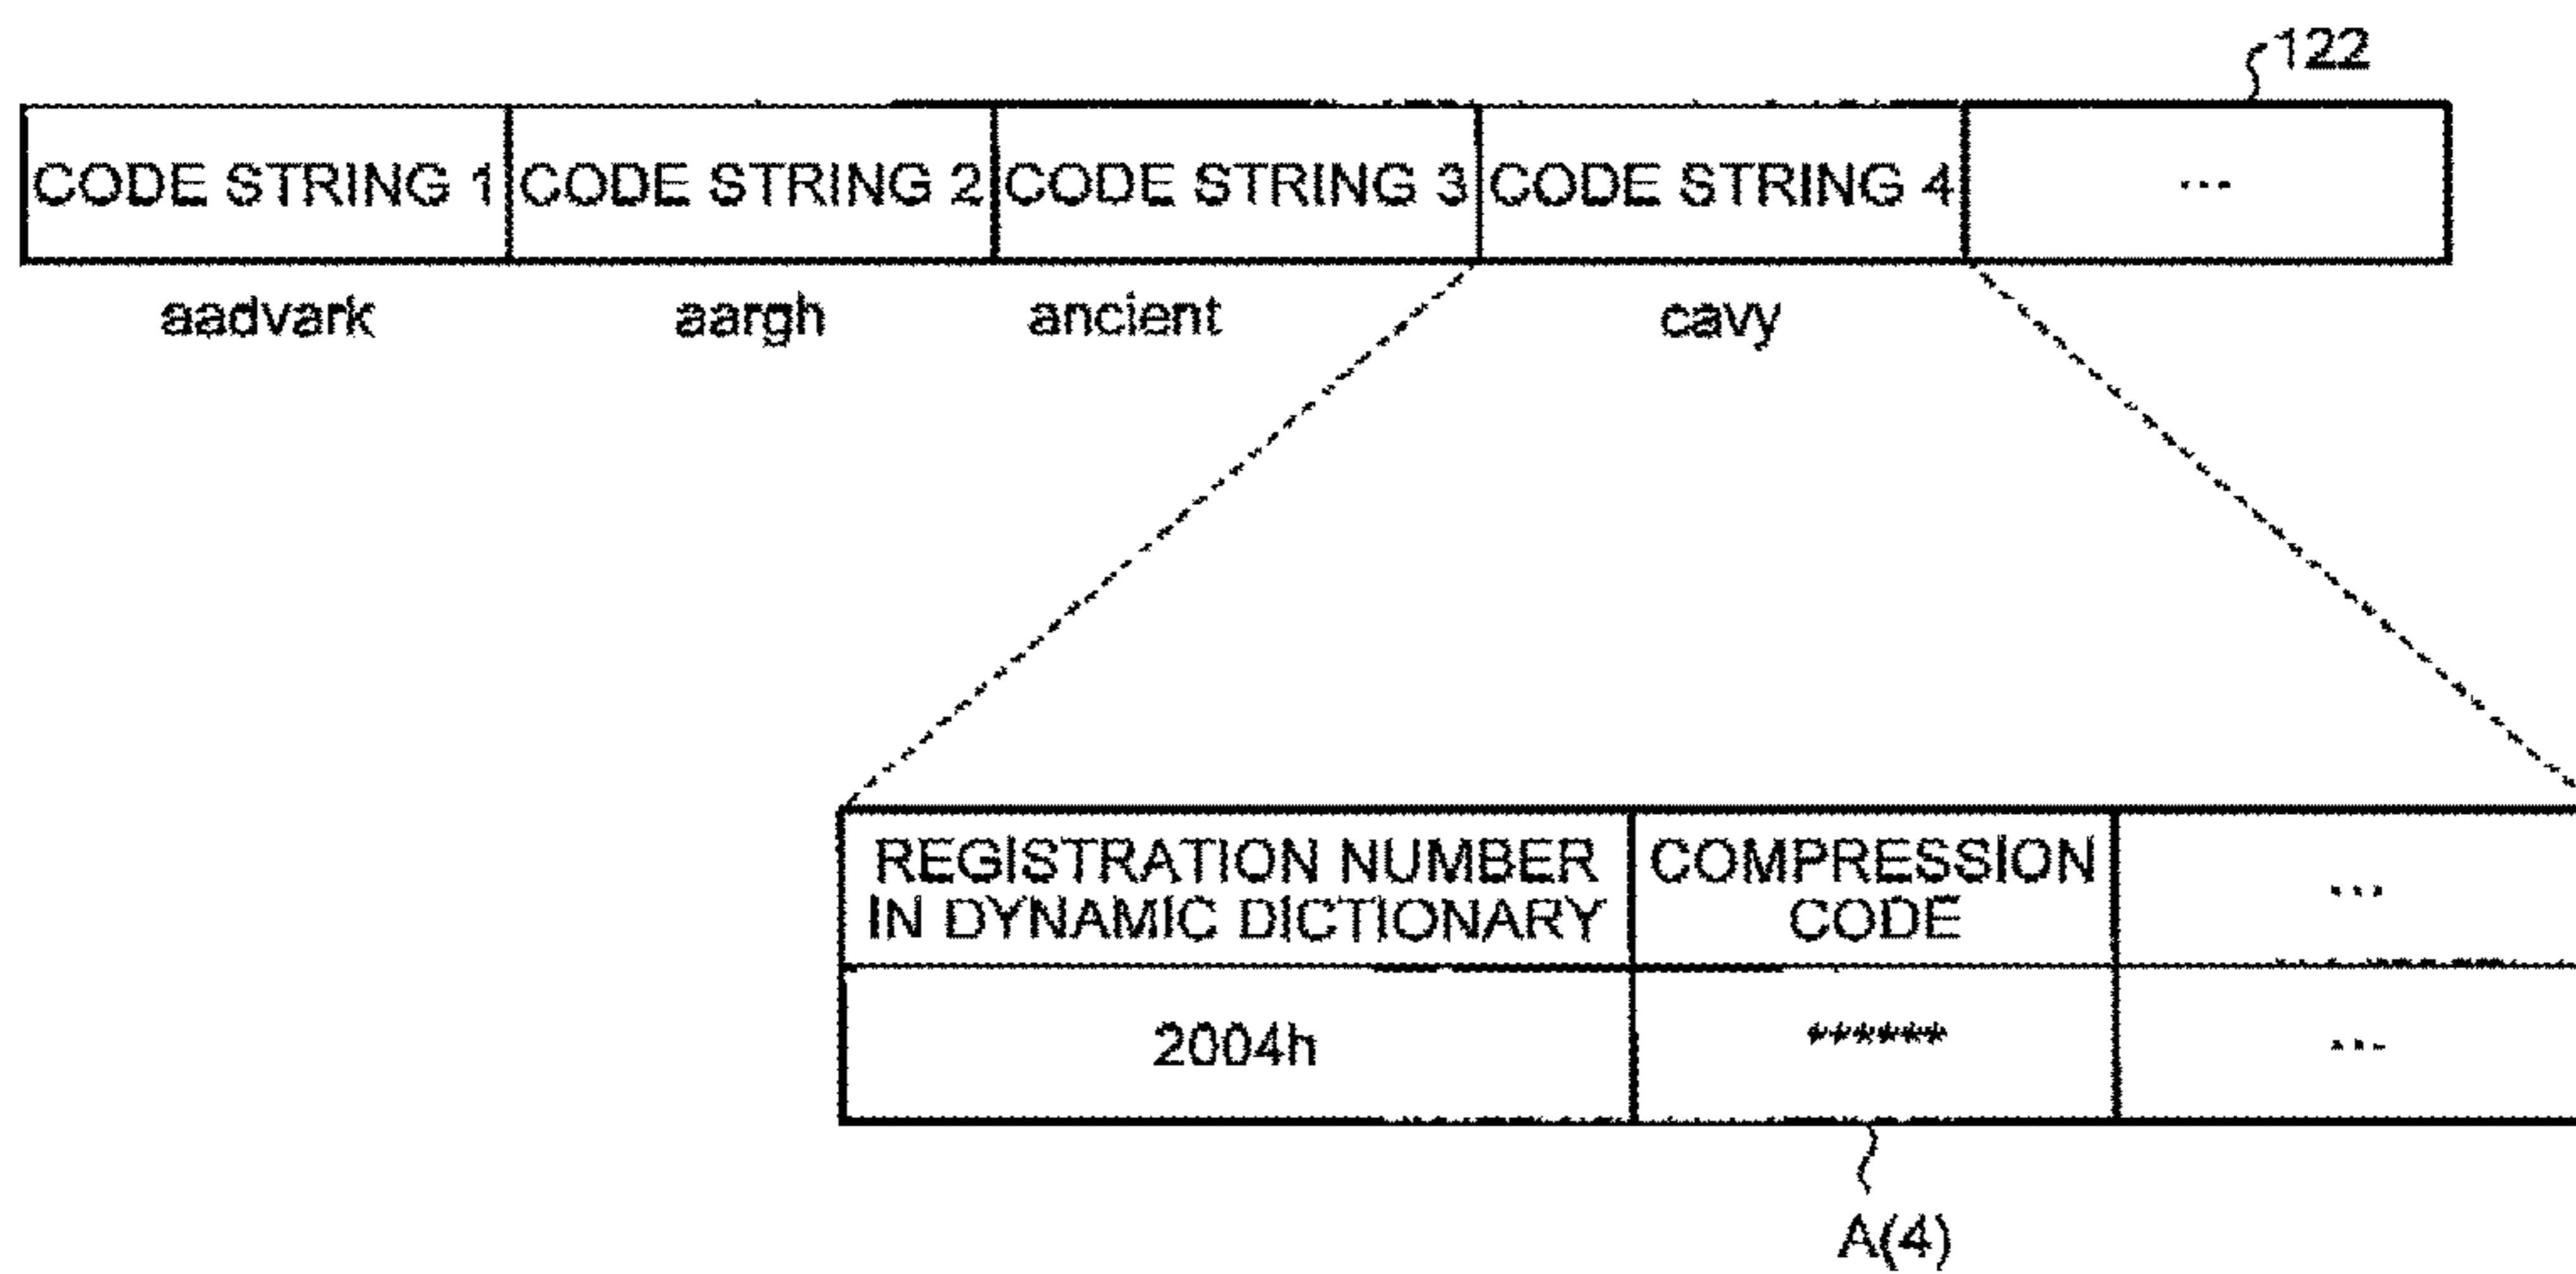 122
CODE STRING 1 CODE STRING 2 CODE STRING 3 CODE STRING 4 ...
aadvark aargh ancient cavy
REGISTRATION NUMBER IN DYNAMIC DICTIONARY
COMPRESSION CODE
...
2004h ****** ...
A(4)